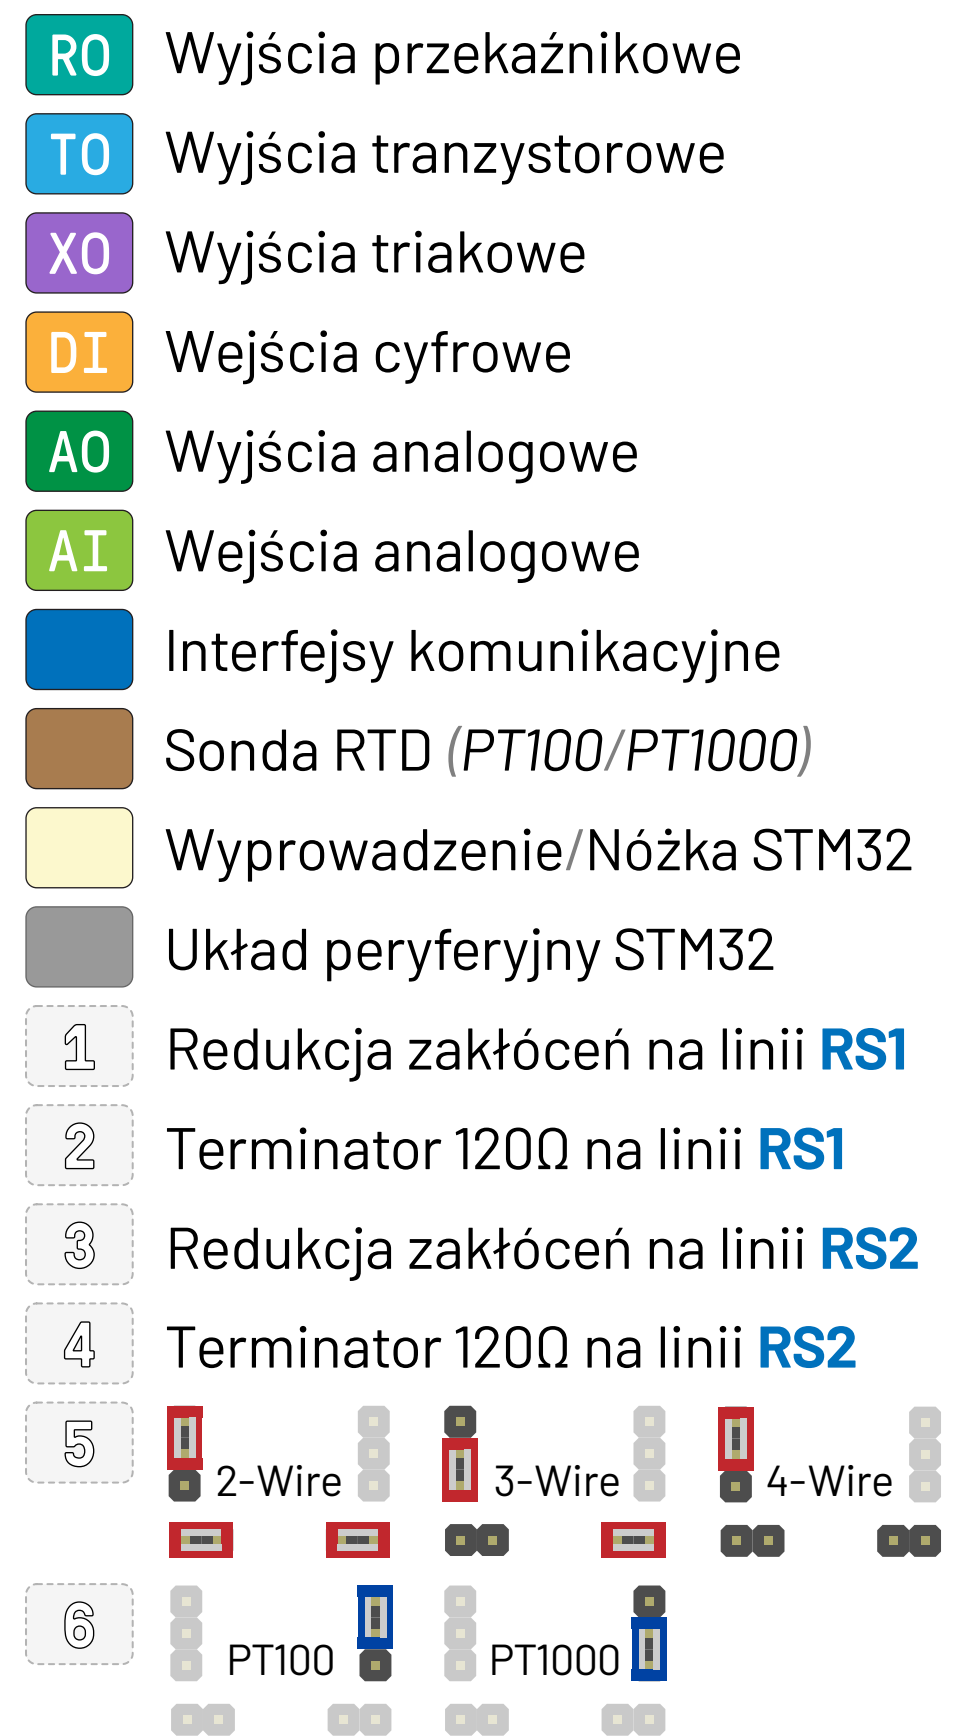 RO Wyjścia przekaźnikowe
TO Wyjścia tranzystorowe
XO Wyjścia triakowe
DI Wejścia cyfrowe
AO Wyjścia analogowe
AI Wejścia analogowe
Interfejsy komunikacyjne
Sonda RTD (PT100/PT1000)
Wyprowadzenie/Nóżka STM32
Układ peryferyjny STM32
1 Redukcja zakłóceń na linii RS1
2 Terminator 120Ω na linii RS1
3 Redukcja zakłóceń na linii RS2
4 Terminator 120Ω na linii RS2
5 2-Wire 3-Wire 4-Wire
6 PT100 PT1000